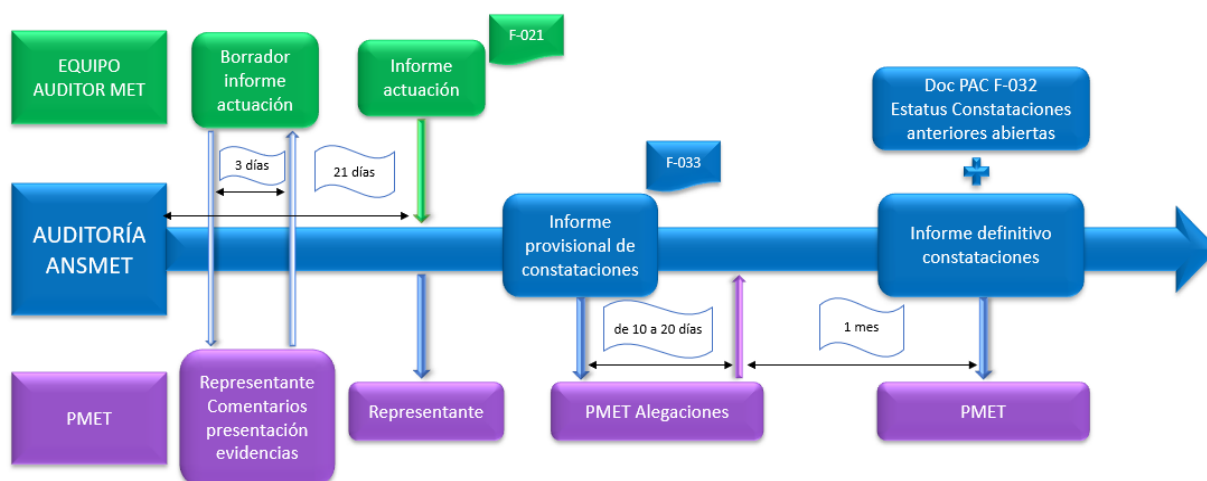 EQUIPO
AUDITOR MET
Borrador
informe
actuación
Informe
actuación
F-021
Doc PAC F-032
Estatus Constataciones
anteriores abiertas
3 días
21 días
F-033
AUDITORÍA
ANSMET
Informe
provisional de
constataciones
Informe definitivo
constataciones
de 10 a 20 días
1 mes
PMET
Representante
Comentarios
presentación
evidencias
Representante
PMET Alegaciones
PMET